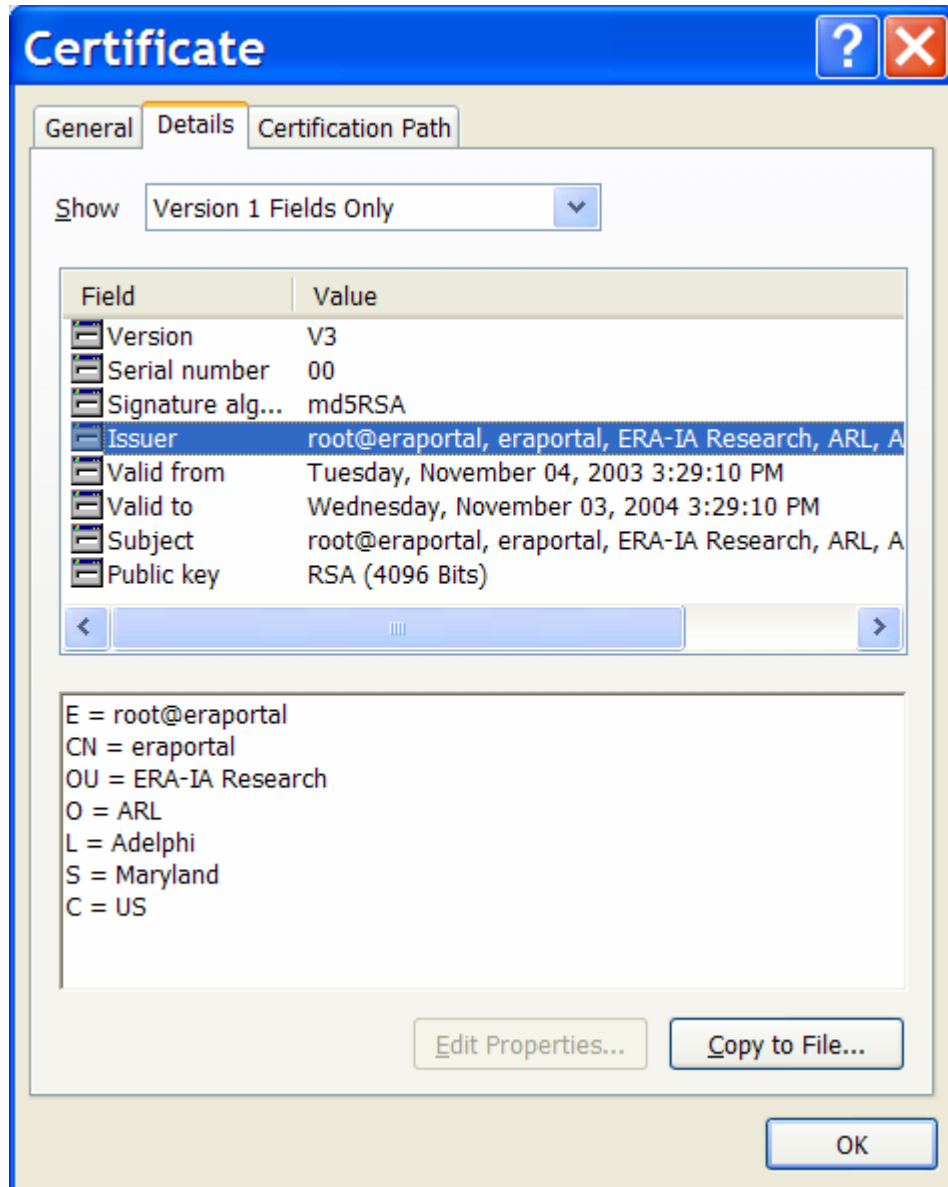 Certificate
General Details Certification Path
Show Version 1 Fields Only
Field Value
Version V3
Serial number 00
Signature alg... md5RSA
Issuer root@eraportal, eraportal, ERA-IA Research, ARL, A
Valid from Tuesday, November 04, 2003 3:29:10 PM
Valid to Wednesday, November 03, 2004 3:29:10 PM
Subject root@eraportal, eraportal, ERA-IA Research, ARL, A
Public key RSA (4096 Bits)
E = root@eraportal
CN = eraportal
OU = ERA-IA Research
O = ARL
L = Adelphi
S = Maryland
C = US
Edit Properties... Copy to File...
OK